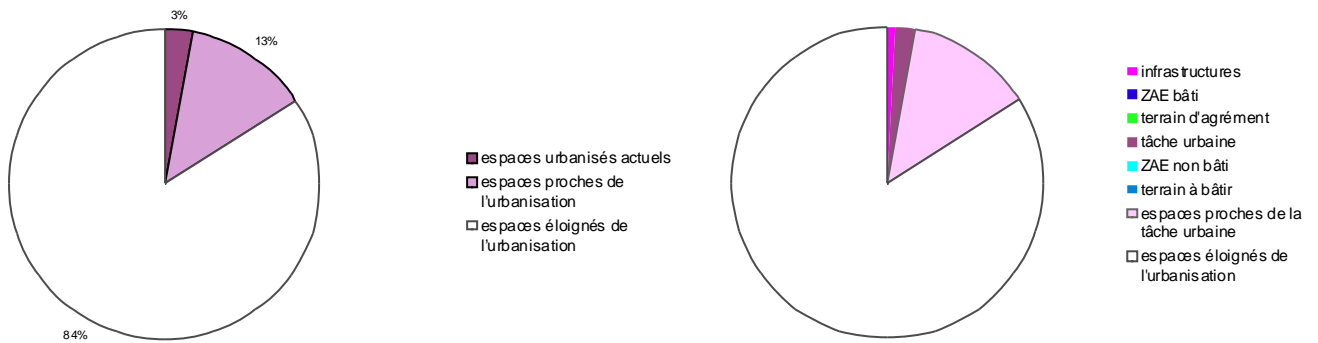 3%
13%
84%
espaces urbanisés actuels
espaces proches de
l'urbanisation
espaces éloignés de
l'urbanisation
infrastructures
ZAE bâti
terrain d'agrément
tâche urbaine
ZAE non bâti
terrain à bâtir
espaces proches de la
tâche urbaine
espaces éloignés de
l'urbanisation